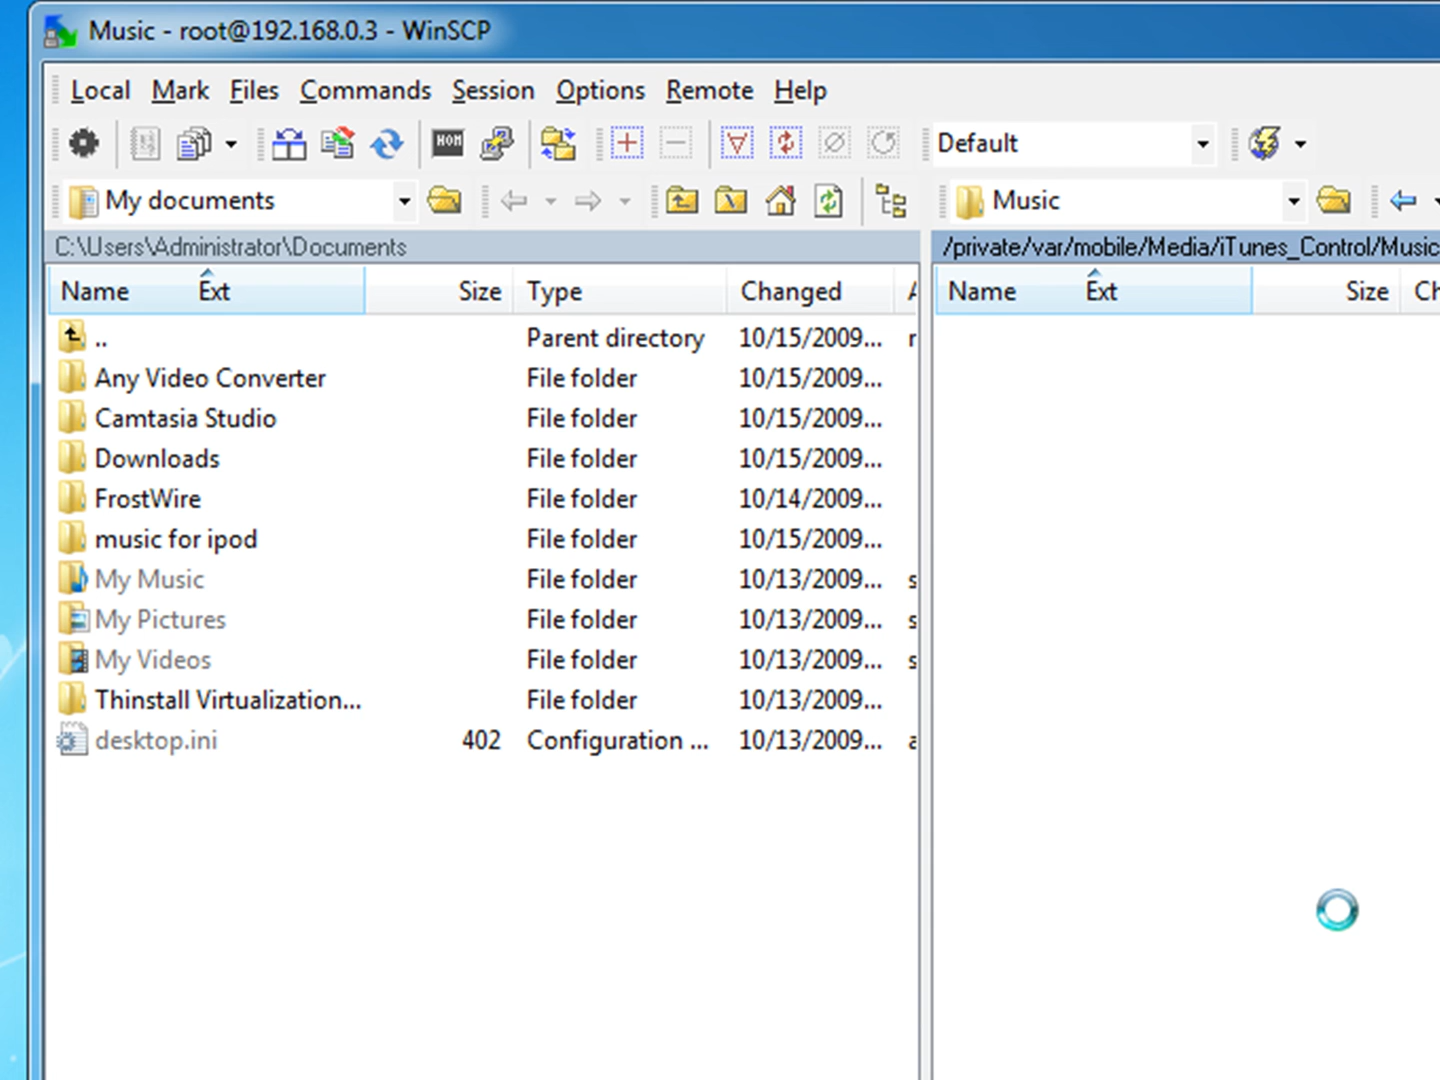 Music - root@192.168.0.3 - WinSCP
Local Mark Files Commands Session Options Remote Help
Default
My documents
Music
C:\Users\Administrator\Documents
/private/var/mobile/Media/iTunes_Control/Music
Name Ext Size Type Changed A
Name Ext Size Ch
.. Parent directory 10/15/2009... r
Any Video Converter File folder 10/15/2009...
Camtasia Studio File folder 10/15/2009...
Downloads File folder 10/15/2009...
FrostWire File folder 10/14/2009...
music for ipod File folder 10/15/2009...
My Music File folder 10/13/2009... s
My Pictures File folder 10/13/2009... s
My Videos File folder 10/13/2009... s
Thinstall Virtualization... File folder 10/13/2009...
desktop.ini 402 Configuration ... 10/13/2009... a